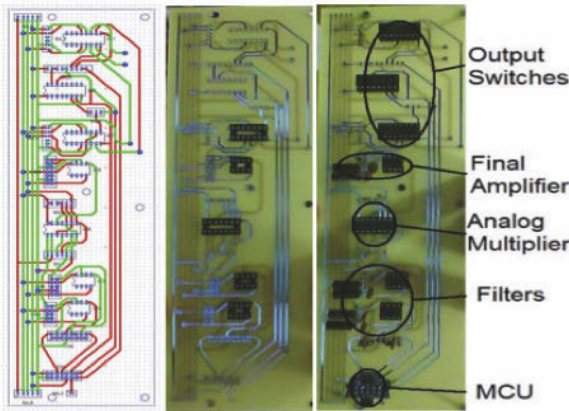 Output
Switches
Final
Amplifier
Analog
Multiplier
Filters
MCU